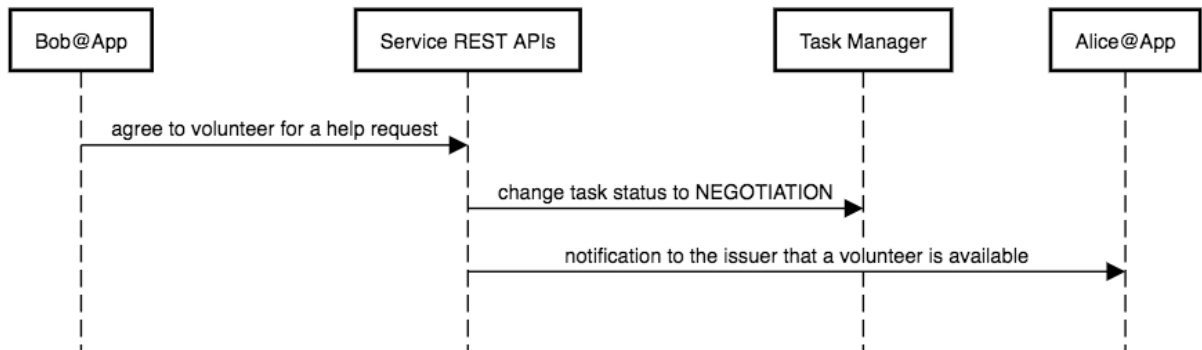 Bob@App
Service REST APIs
Task Manager
Alice@App
agree to volunteer for a help request
change task status to NEGOTIATION
notification to the issuer that a volunteer is available